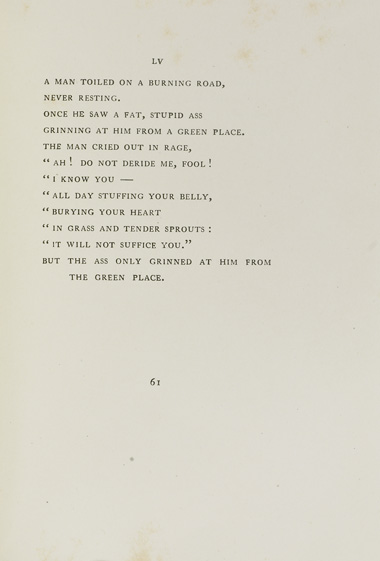 LV
A MAN TOILED ON A BURNING ROAD,
NEVER RESTING.
ONCE HE SAW A FAT, STUPID ASS
GRINNING AT HIM FROM A GREEN PLACE.
THE MAN CRIED OUT IN RAGE,
“ AH ! DO NOT DERIDE ME, FOOL !
“ I KNOW YOU —
“ ALL DAY STUFFING YOUR BELLY,
“ BURYING YOUR HEART
“ IN GRASS AND TENDER SPROUTS :
“ IT WILL NOT SUFFICE YOU.”
BUT THE ASS ONLY GRINNED AT HIM FROM
THE GREEN PLACE.
61